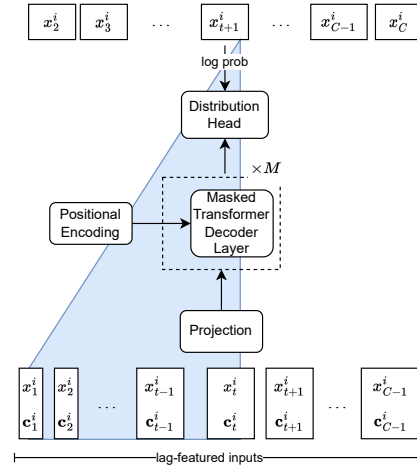 x_2^i x_3^i ... x_{t+1}^i ... x_{C-1}^i x_C^i
log prob
Distribution
Head
×M
Positional
Encoding
Masked
Transformer
Decoder
Layer
Projection
x_1^i x_2^i x_{t-1}^i x_t^i x_{t+1}^i x_{C-1}^i
... ...
c_1^i c_2^i c_{t-1}^i c_t^i c_{t+1}^i c_{C-1}^i
lag-featured inputs